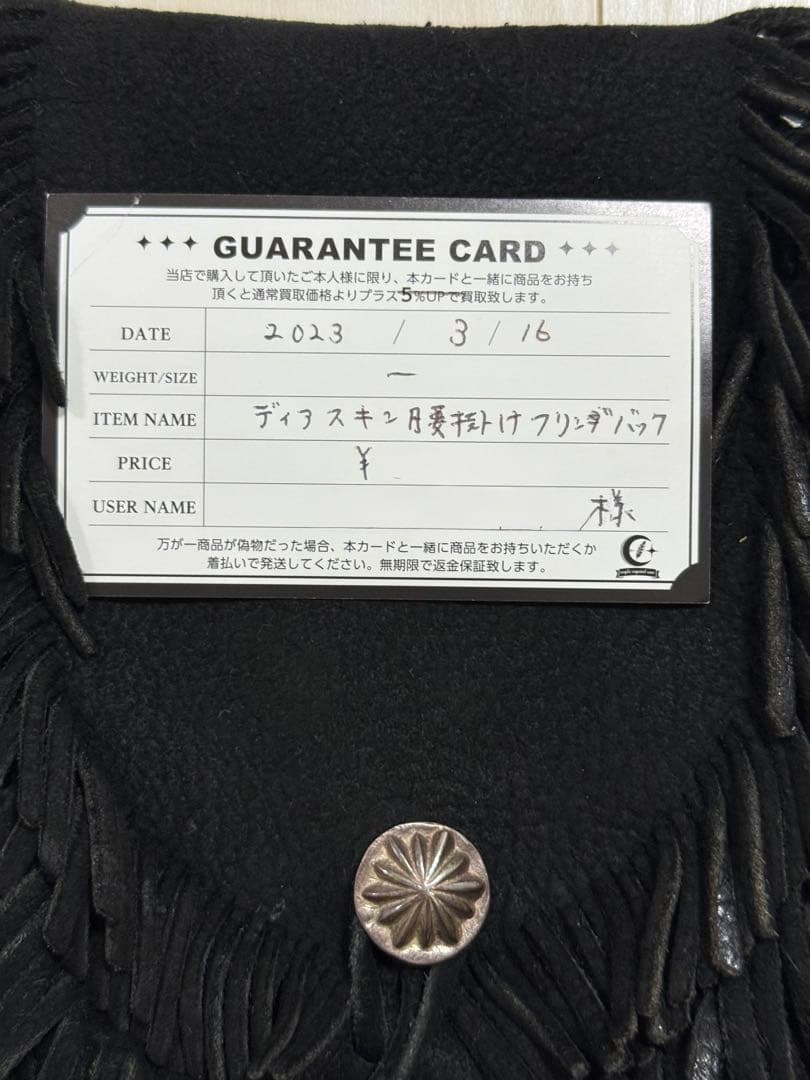 GUARANTEE CARD
当店で購入して頂いたご本人様に限り、本カードと一緒に商品をお持ち
頂くと通常買取価格よりプラス5%UPで買取致します。
DATE 2023 / 3 / 16
WEIGHT/SIZE ー
ITEM NAME ディアスキン腰掛けフリンヂバック
PRICE ¥
USER NAME 様
万が一商品が偽物だった場合、本カードと一緒に商品をお持ちいただくか
着払いで発送してください。無期限で返金保証致します。